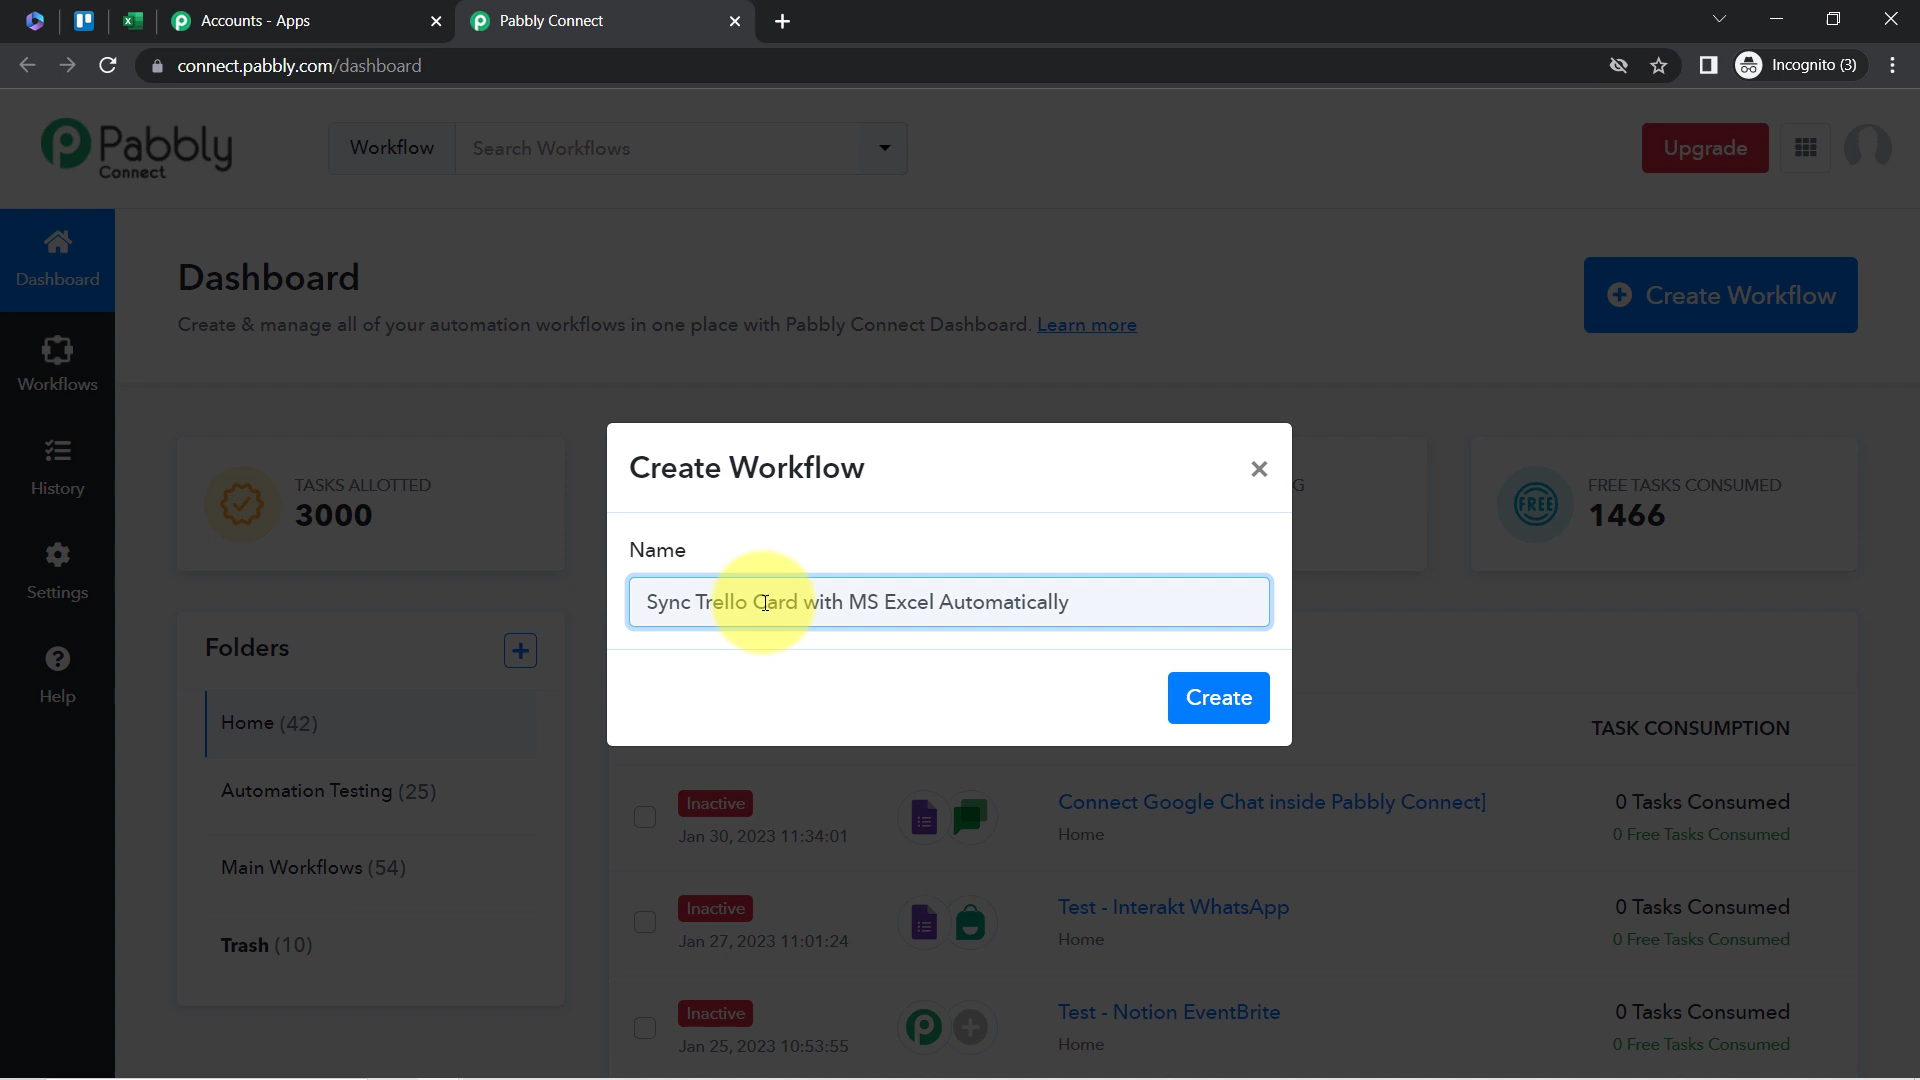 Accounts - Apps
Pabbly Connect
connect.pabbly.com/dashboard
Incognito (3)
Pabbly
Connect
Workflow
Search Workflows
Upgrade
Dashboard
Workflows
History
Settings
Help
Dashboard
Create & manage all of your automation workflows in one place with Pabbly Connect Dashboard. Learn more
Create Workflow
TASKS ALLOTTED
3000
G
FREE
FREE TASKS CONSUMED
1466
Create Workflow
Name
Sync Trello Card with MS Excel Automatically
Create
Folders
Home (42)
Automation Testing (25)
Main Workflows (54)
Trash (10)
TASK CONSUMPTION
Inactive
Jan 30, 2023 11:34:01
Connect Google Chat inside Pabbly Connect]
Home
0 Tasks Consumed
0 Free Tasks Consumed
Inactive
Jan 27, 2023 11:01:24
Test - Interakt WhatsApp
Home
0 Tasks Consumed
0 Free Tasks Consumed
Inactive
Jan 25, 2023 10:53:55
Test - Notion EventBrite
Home
0 Tasks Consumed
0 Free Tasks Consumed